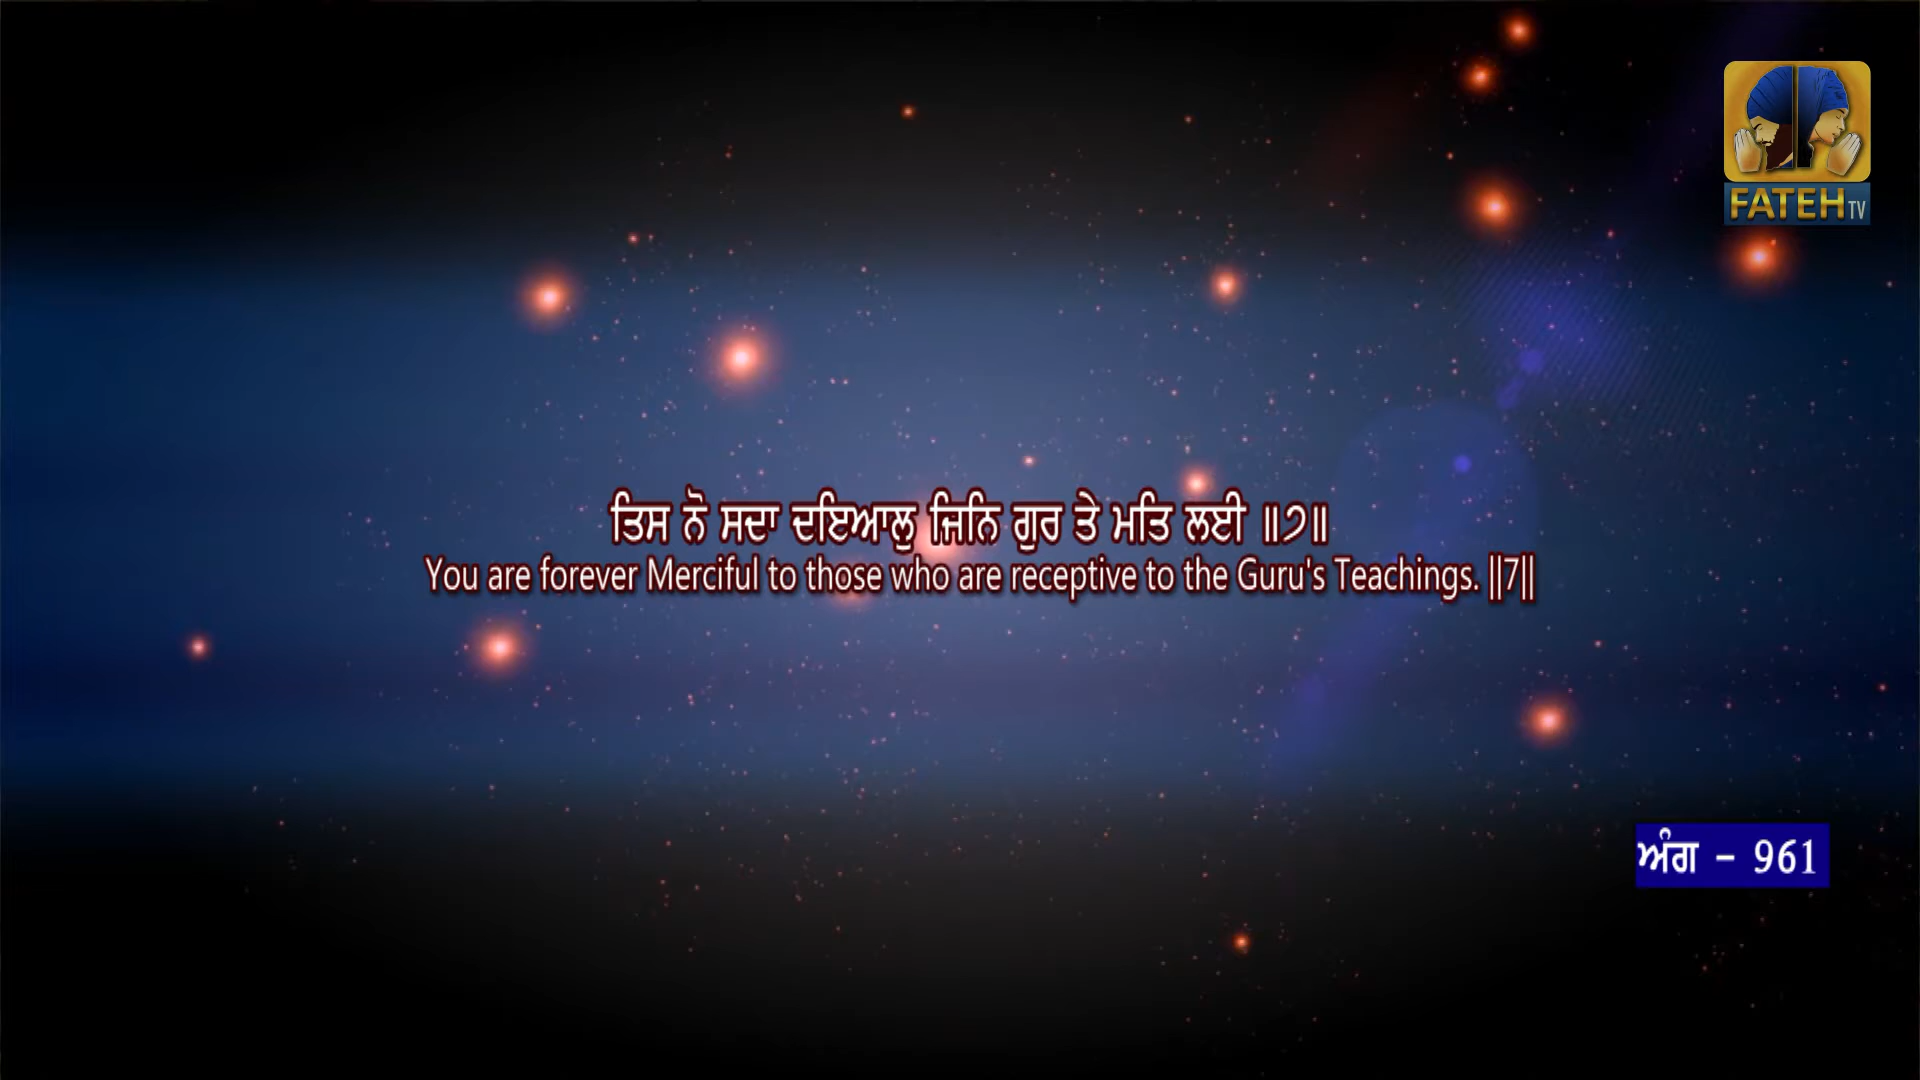 FATEH TV
ਤਿਸ ਨੋ ਸਦਾ ਦਇਆਲੁ ਜਿਨਿ ਗੁਰ ਤੇ ਮਤਿ ਲਈ ॥੭॥
You are forever Merciful to those who are receptive to the Guru's Teachings. ||7||
ਅੰਗ - 961